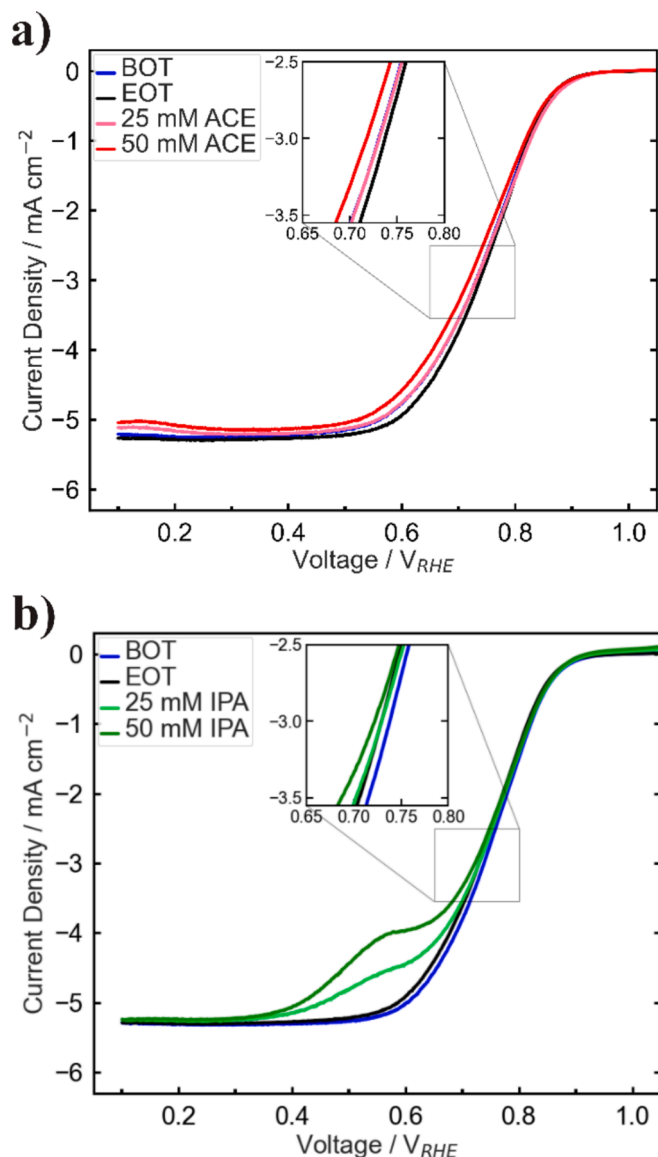 a)
BOT
EOT
25 mM ACE
50 mM ACE
−2.5
−3.0
−3.5
0.65 0.70 0.75 0.80
0
−1
−2
−3
−4
−5
−6
Current Density / mA cm⁻²
0.2 0.4 0.6 0.8 1.0
Voltage / V_RHE
b)
BOT
EOT
25 mM IPA
50 mM IPA
−2.5
−3.0
−3.5
0.65 0.70 0.75 0.80
0
−1
−2
−3
−4
−5
−6
Current Density / mA cm⁻²
0.2 0.4 0.6 0.8 1.0
Voltage / V_RHE